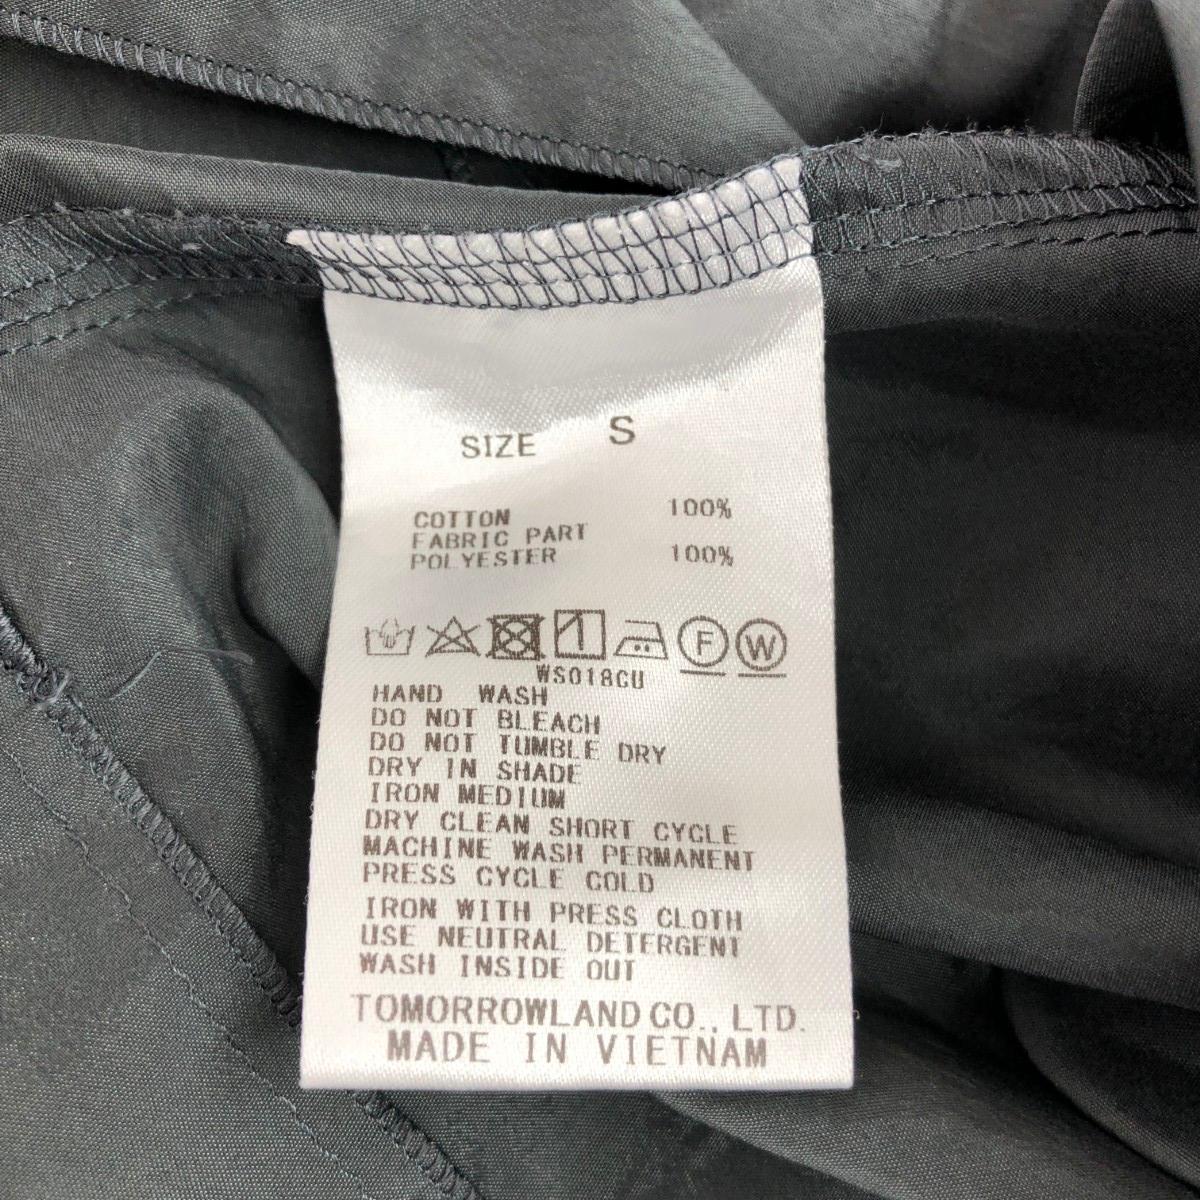 SIZE S
COTTON 100%
FABRIC PART
POLYESTER 100%
F W
WS018CU
HAND WASH
DO NOT BLEACH
DO NOT TUMBLE DRY
DRY IN SHADE
IRON MEDIUM
DRY CLEAN SHORT CYCLE
MACHINE WASH PERMANENT
PRESS CYCLE COLD
IRON WITH PRESS CLOTH
USE NEUTRAL DETERGENT
WASH INSIDE OUT
TOMORROWLAND CO., LTD.
MADE IN VIETNAM